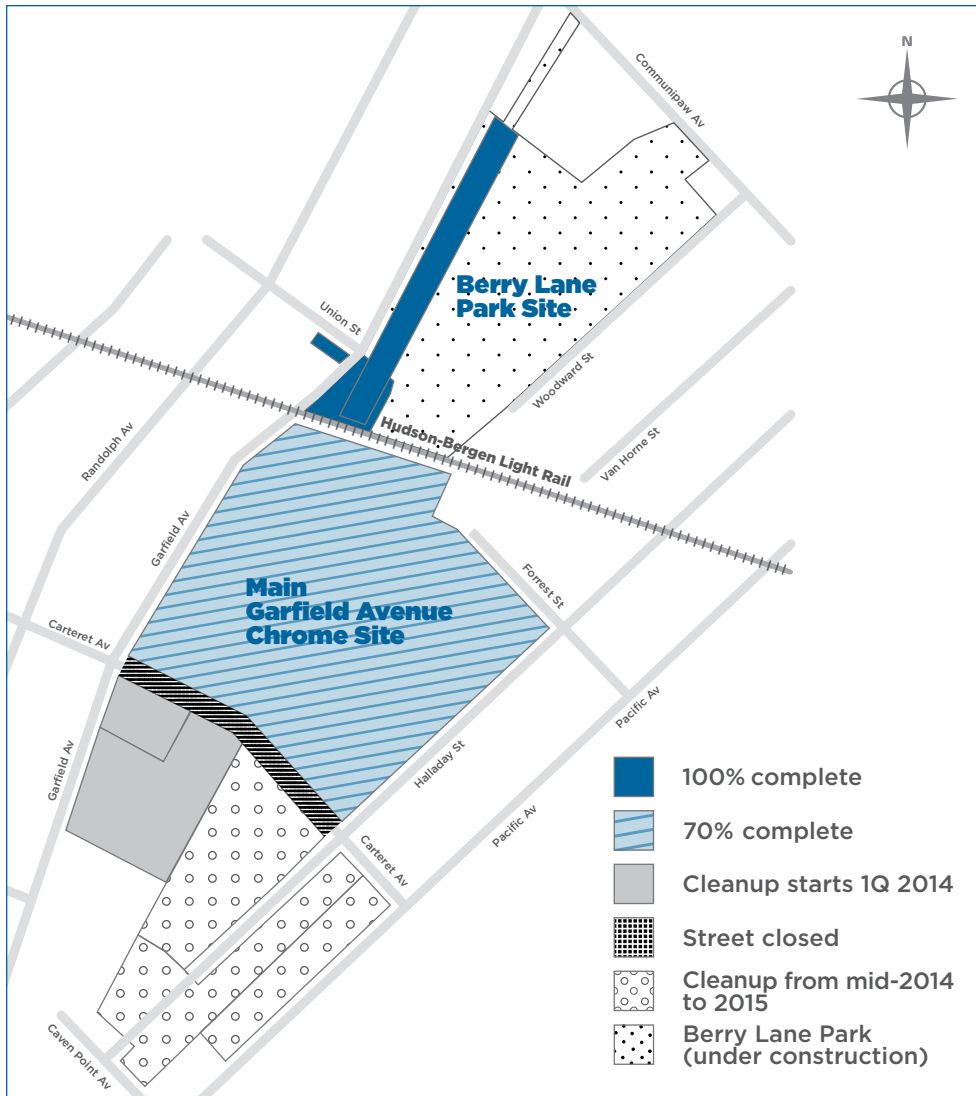 N
Communipaw Av
Berry Lane
Park Site
Union St
Woodward St
Hudson-Bergen Light Rail
Randolph Av
Van Horne St
Garfield Av
Main
Garfield Avenue
Chrome Site
Forrest St
Carteret Av
Pacific Av
Garfield Av
Halladay St
Pacific Av
Carteret Av
Caven Point Av
100% complete
70% complete
Cleanup starts 1Q 2014
Street closed
Cleanup from mid-2014
to 2015
Berry Lane Park
(under construction)